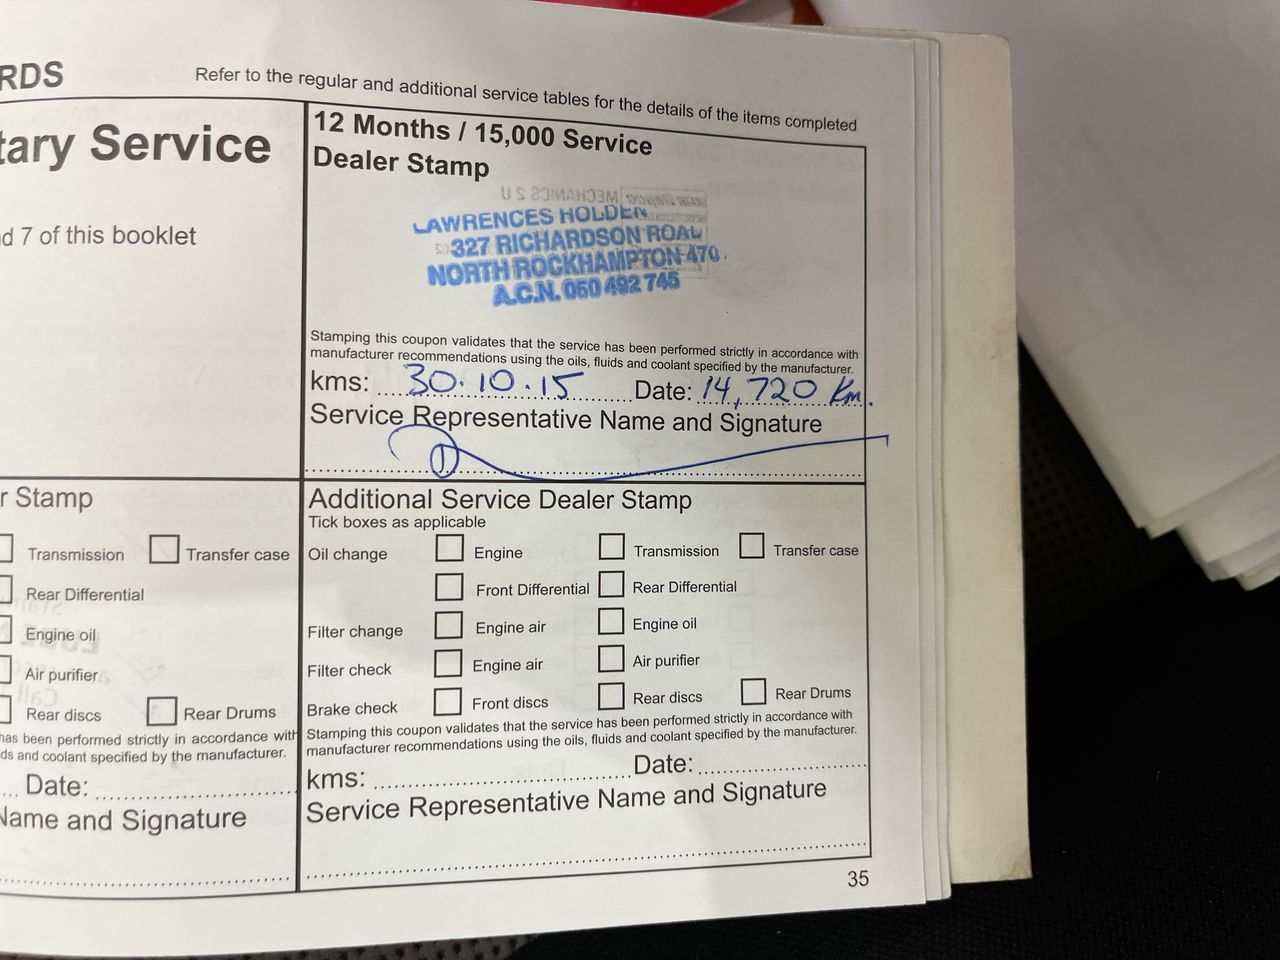 RDS
Refer to the regular and additional service tables for the details of the items completed
tary Service
d 7 of this booklet
12 Months / 15,000 Service
Dealer Stamp
MECHANICS 2 U
LAWRENCES HOLDEN
327 RICHARDSON ROAD
NORTH ROCKHAMPTON 470
A.C.N. 050 492 745
Stamping this coupon validates that the service has been performed strictly in accordance with
manufacturer recommendations using the oils, fluids and coolant specified by the manufacturer.
kms: 30.10.15 Date: 14,720 Km.
Service Representative Name and Signature
r Stamp
Transmission Transfer case
Rear Differential
Engine oil
Air purifier
Rear discs Rear Drums
has been performed strictly in accordance with
ds and coolant specified by the manufacturer.
Date:
Name and Signature
Additional Service Dealer Stamp
Tick boxes as applicable
Oil change Engine Transmission Transfer case
Front Differential Rear Differential
Filter change Engine air Engine oil
Filter check Engine air Air purifier
Brake check Front discs Rear discs Rear Drums
Stamping this coupon validates that the service has been performed strictly in accordance with
manufacturer recommendations using the oils, fluids and coolant specified by the manufacturer.
kms: Date:
Service Representative Name and Signature
35